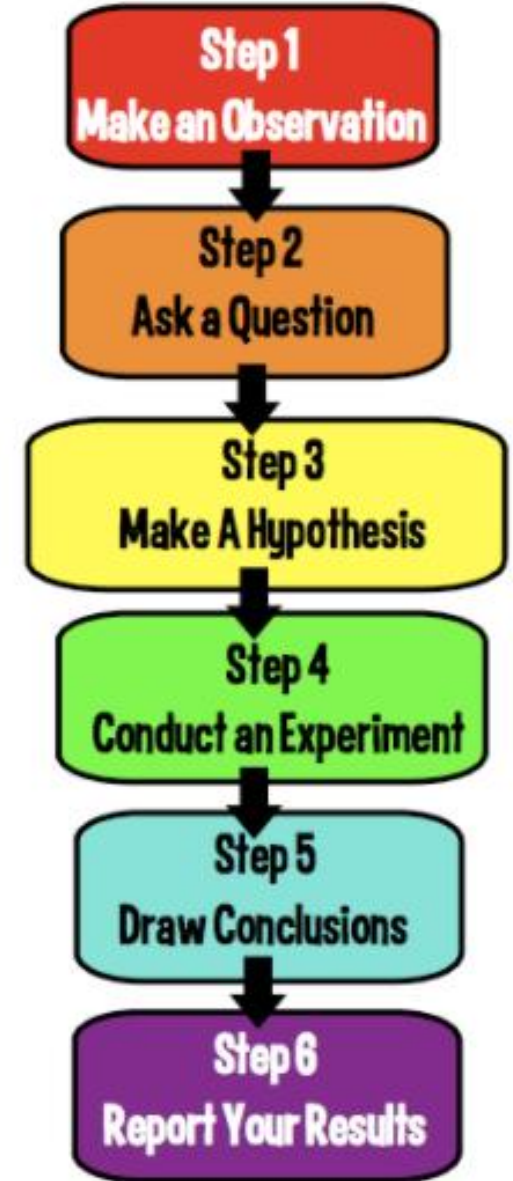 Step 1
Make an Observation
Step 2
Ask a Question
Step 3
Make A Hypothesis
Step 4
Conduct an Experiment
Step 5
Draw Conclusions
Step 6
Report Your Results